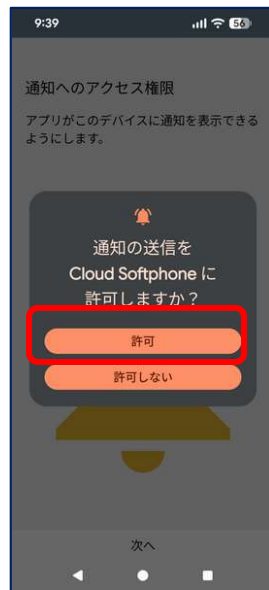 9:39
56
通知へのアクセス権限
アプリがこのデバイスに通知を表示できる
ようにします。
通知の送信を
Cloud Softphone に
許可しますか？
許可
許可しない
次へ